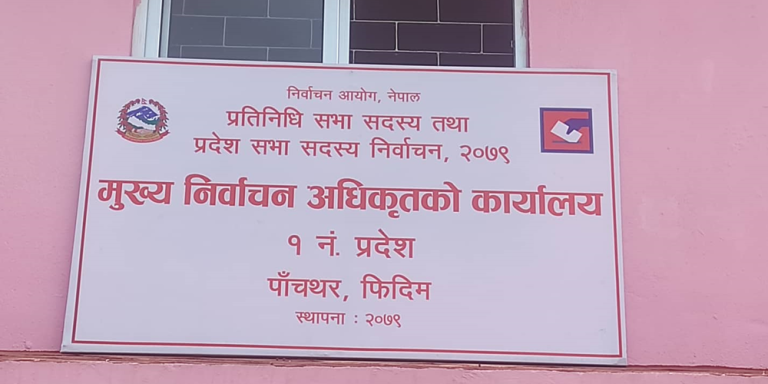 निर्वाचन आयोग, नेपाल
प्रतिनिधि सभा सदस्य तथा
प्रदेश सभा सदस्य निर्वाचन, २०७९
मुख्य निर्वाचन अधिकृतको कार्यालय
१ नं. प्रदेश
पाँचथर, फिदिम
स्थापना : २०७९